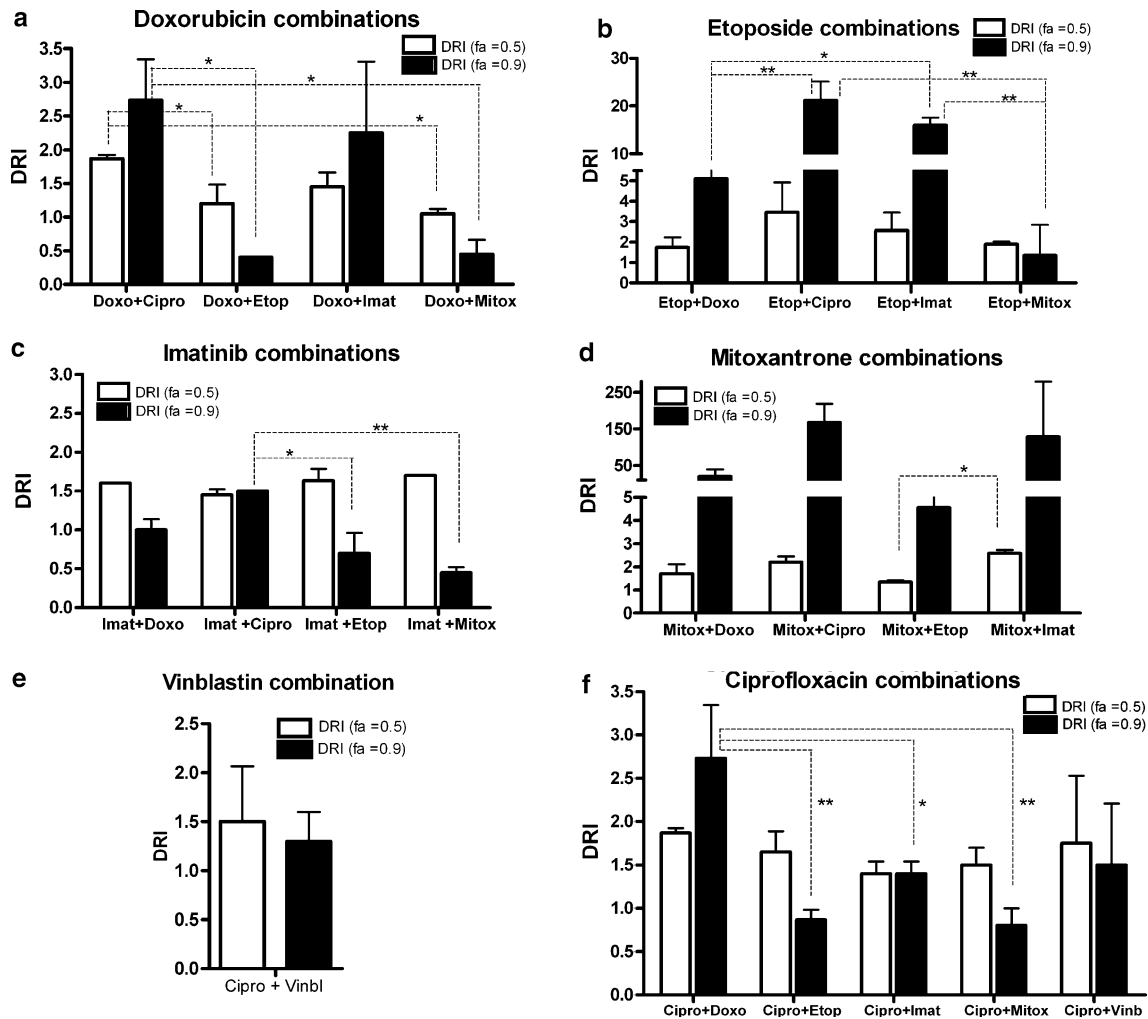 a
Doxorubicin combinations
DRI (fa =0.5)
DRI (fa =0.9)
DRI
3.5
3.0
2.5
2.0
1.5
1.0
0.5
0.0
*
*
*
*
Doxo+Cipro Doxo+Etop Doxo+Imat Doxo+Mitox
b
Etoposide combinations
DRI (fa =0.5)
DRI (fa =0.9)
DRI
30
20
10
5
4
3
2
1
0
*
**
**
**
Etop+Doxo Etop+Cipro Etop+Imat Etop+Mitox
c
Imatinib combinations
DRI (fa =0.5)
DRI (fa =0.9)
DRI
3.0
2.5
2.0
1.5
1.0
0.5
0.0
**
*
Imat+Doxo Imat +Cipro Imat +Etop Imat +Mitox
d
Mitoxantrone combinations
DRI (fa =0.5)
DRI (fa =0.9)
DRI
250
150
50
5
4
3
2
1
0
*
Mitox+Doxo Mitox+Cipro Mitox+Etop Mitox+Imat
e
Vinblastin combination
DRI (fa =0.5)
DRI (fa =0.9)
DRI
2.5
2.0
1.5
1.0
0.5
0.0
Cipro + Vinbl
f
Ciprofloxacin combinations
DRI (fa =0.5)
DRI (fa =0.9)
DRI
3.5
3.0
2.5
2.0
1.5
1.0
0.5
0.0
**
*
**
Cipro+Doxo Cipro+Etop Cipro+Imat Cipro+Mitox Cipro+Vinb